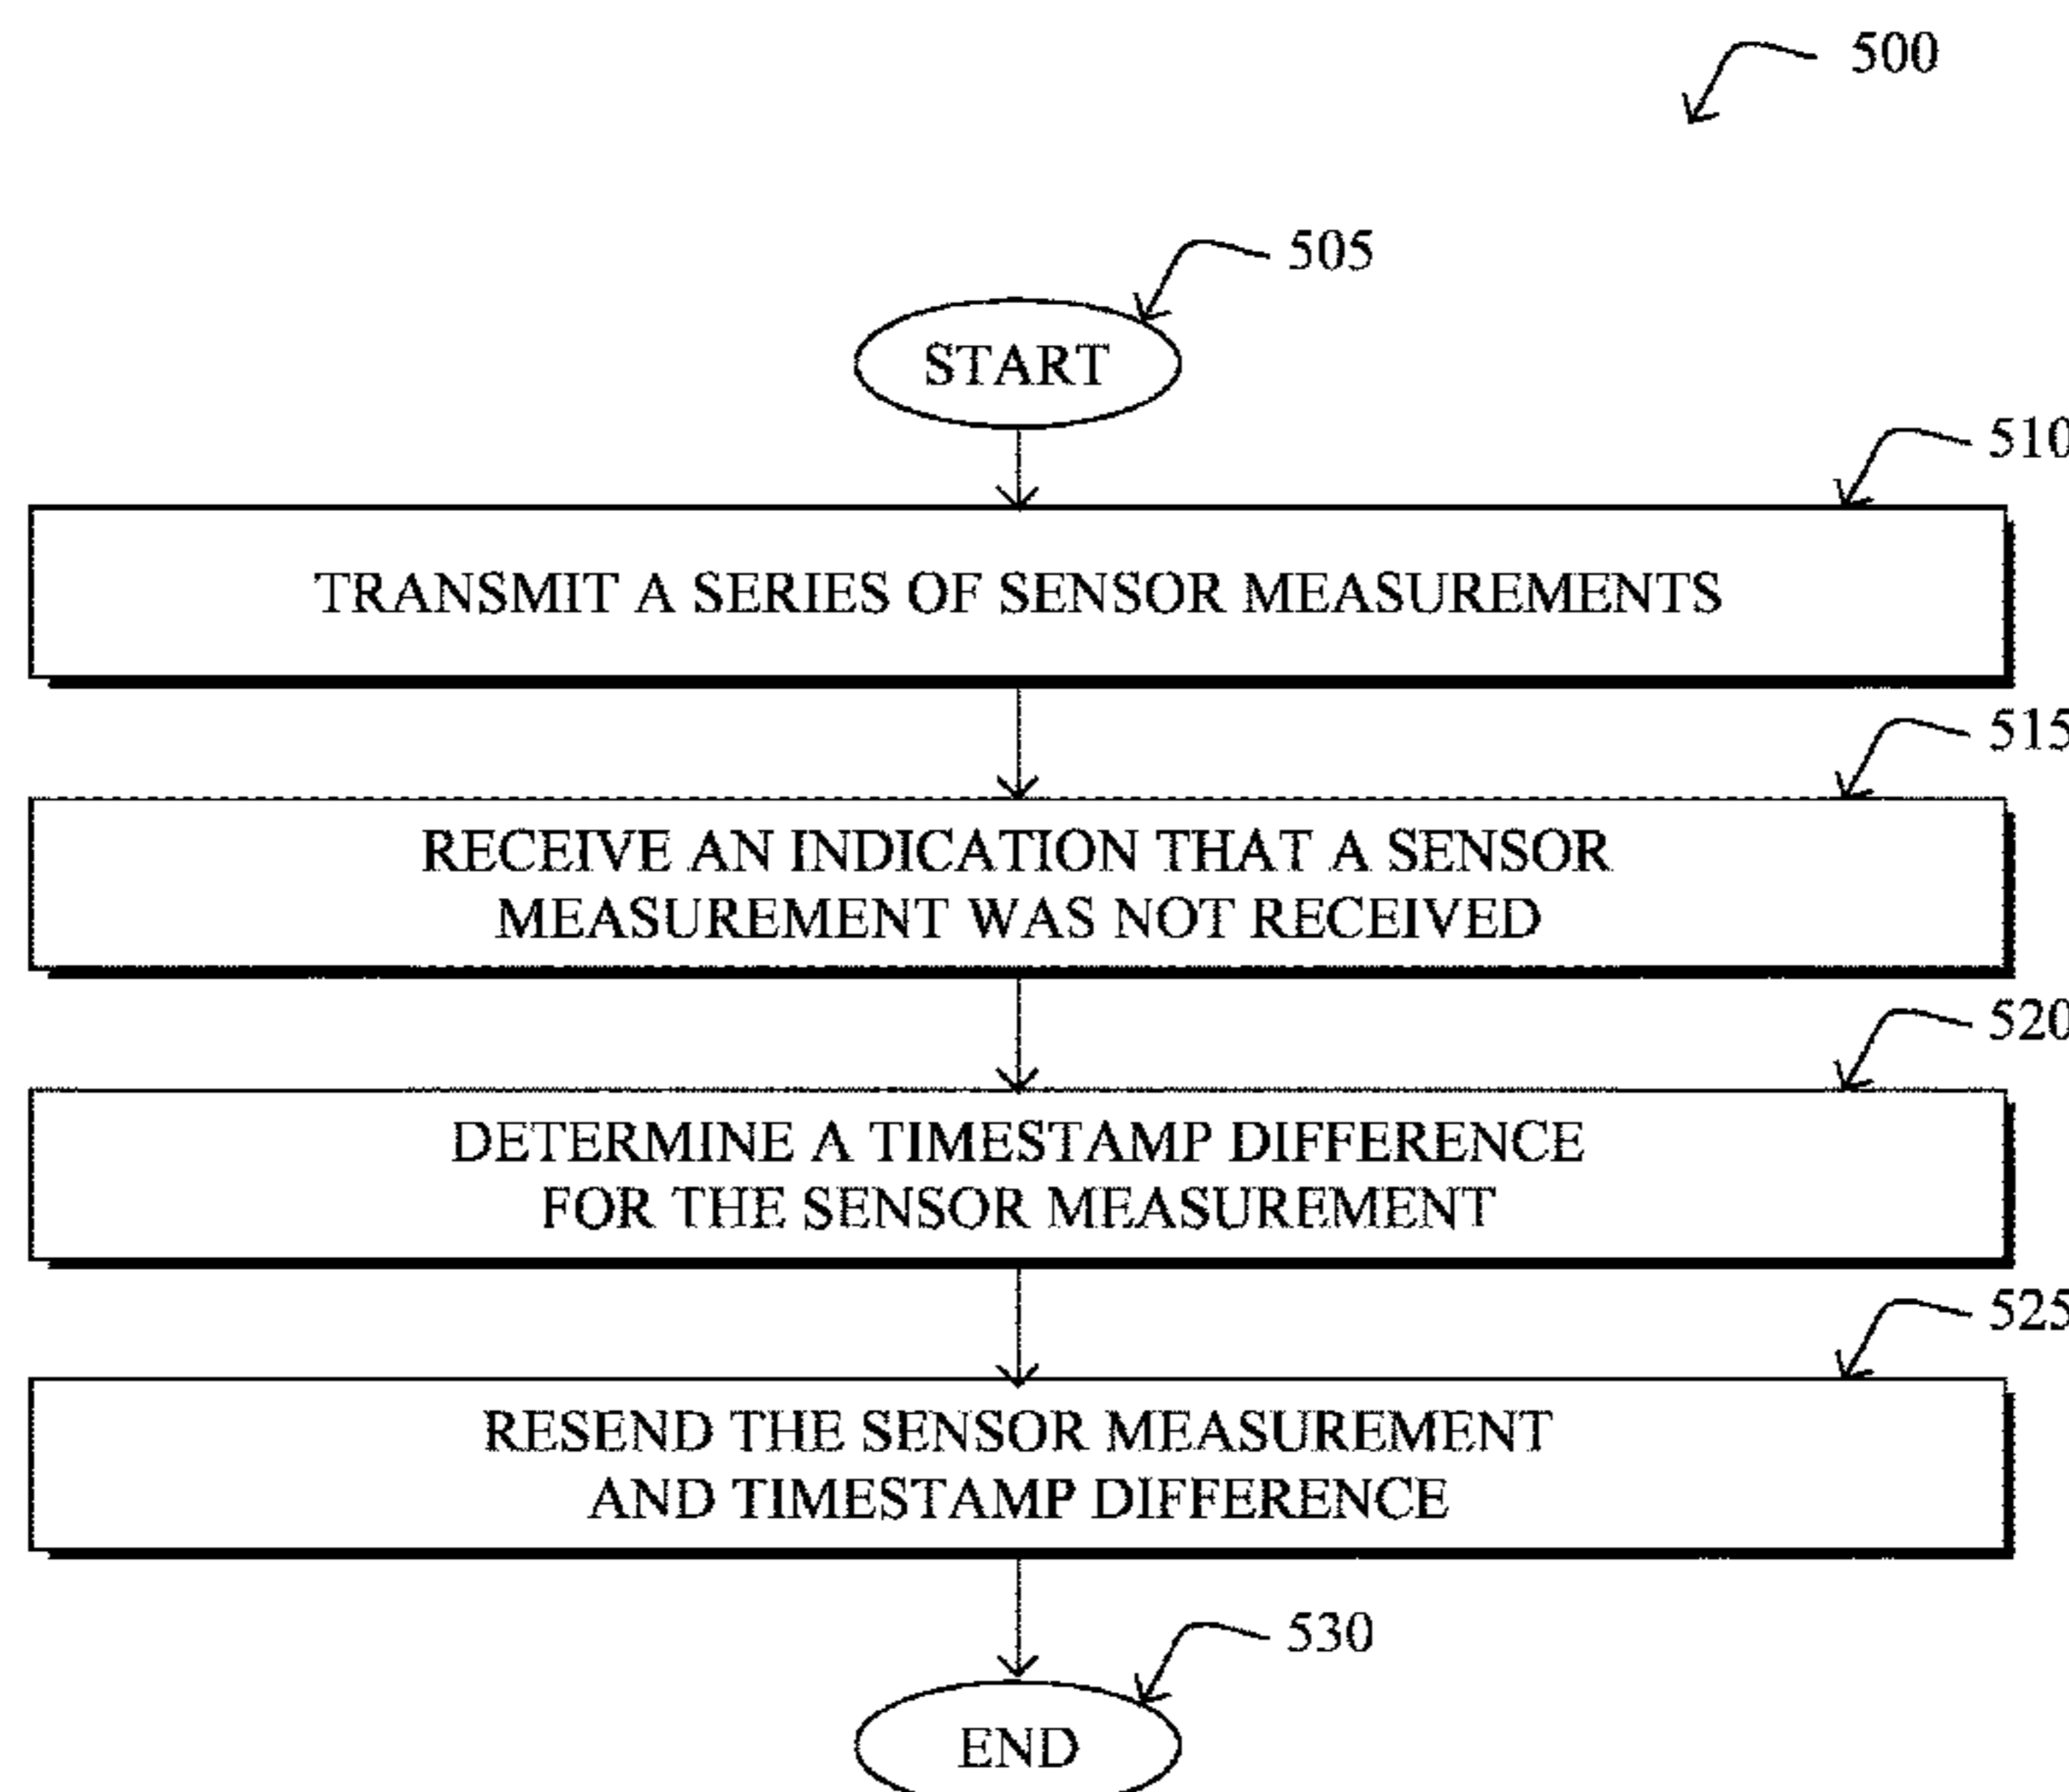 500
505
START
510
TRANSMIT A SERIES OF SENSOR MEASUREMENTS
515
RECEIVE AN INDICATION THAT A SENSOR
MEASUREMENT WAS NOT RECEIVED
520
DETERMINE A TIMESTAMP DIFFERENCE
FOR THE SENSOR MEASUREMENT
525
RESEND THE SENSOR MEASUREMENT
AND TIMESTAMP DIFFERENCE
530
END